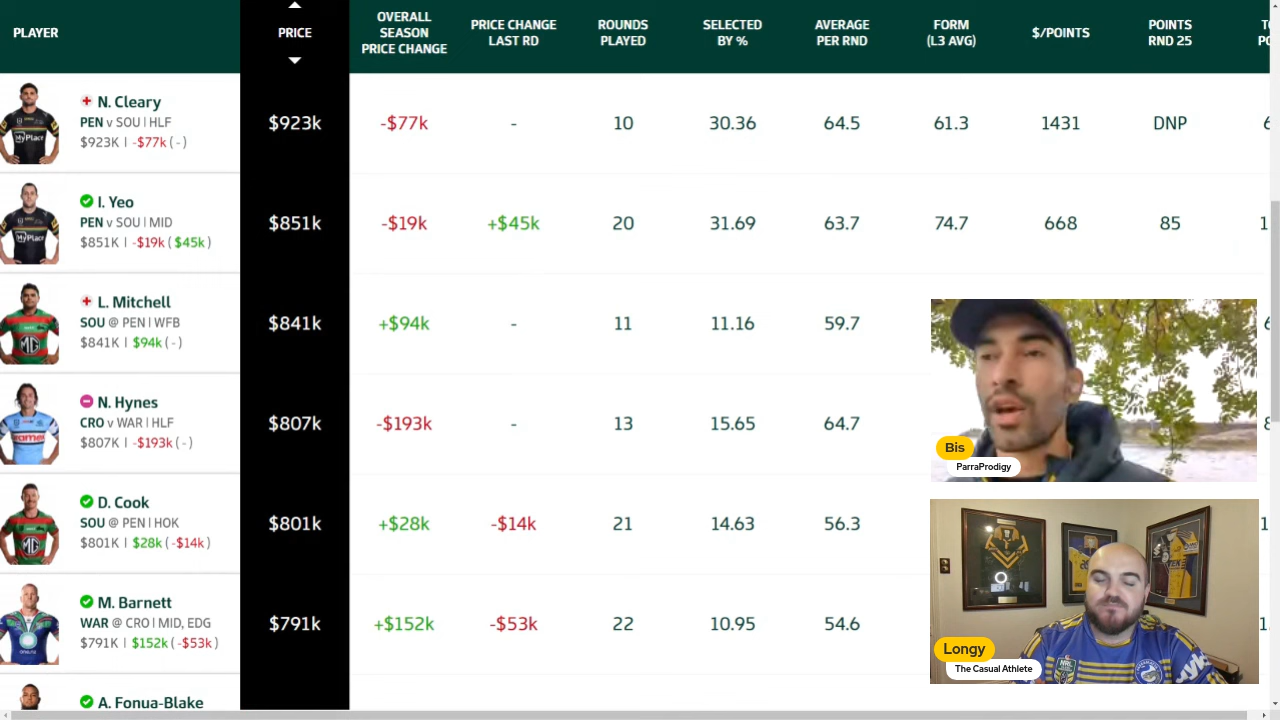 PLAYER
PRICE
OVERALL
SEASON
PRICE CHANGE
PRICE CHANGE
LAST RD
ROUNDS
PLAYED
SELECTED
BY %
AVERAGE
PER RND
FORM
(L3 AVG)
$/POINTS
POINTS
RND 25
N. Cleary
PEN v SOU | HLF
$923K | -$77k ( - )
$923k
-$77k
-
10
30.36
64.5
61.3
1431
DNP
MyPlace
I. Yeo
PEN v SOU | MID
$851K | -$19k ( $45k )
$851k
-$19k
+$45k
20
31.69
63.7
74.7
668
85
MyPlace
L. Mitchell
SOU @ PEN | WFB
$841K | $94k ( - )
$841k
+$94k
-
11
11.16
59.7
MG
N. Hynes
CRO v WAR | HLF
$807K | -$193k ( - )
$807k
-$193k
-
13
15.65
64.7
D. Cook
SOU @ PEN | HOK
$801K | $28k ( -$14k )
$801k
+$28k
-$14k
21
14.63
56.3
MG
M. Barnett
WAR @ CRO | MID, EDG
$791K | $152k ( -$53k )
$791k
+$152k
-$53k
22
10.95
54.6
A. Fonua-Blake
Bis
ParraProdigy
Longy
The Casual Athlete
NRL